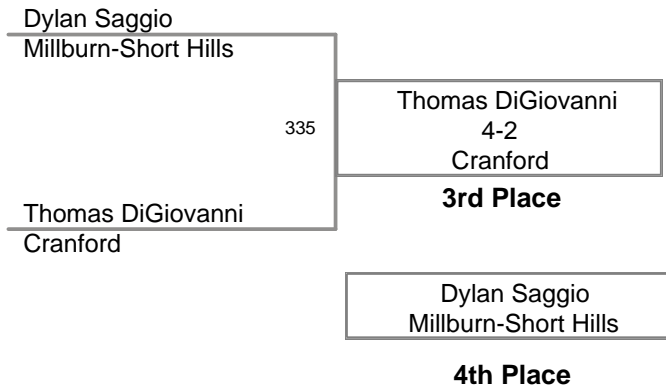 Dylan Saggio
Millburn-Short Hills
335
Thomas DiGiovanni
4-2
Cranford
3rd Place
Thomas DiGiovanni
Cranford
Dylan Saggio
Millburn-Short Hills
4th Place